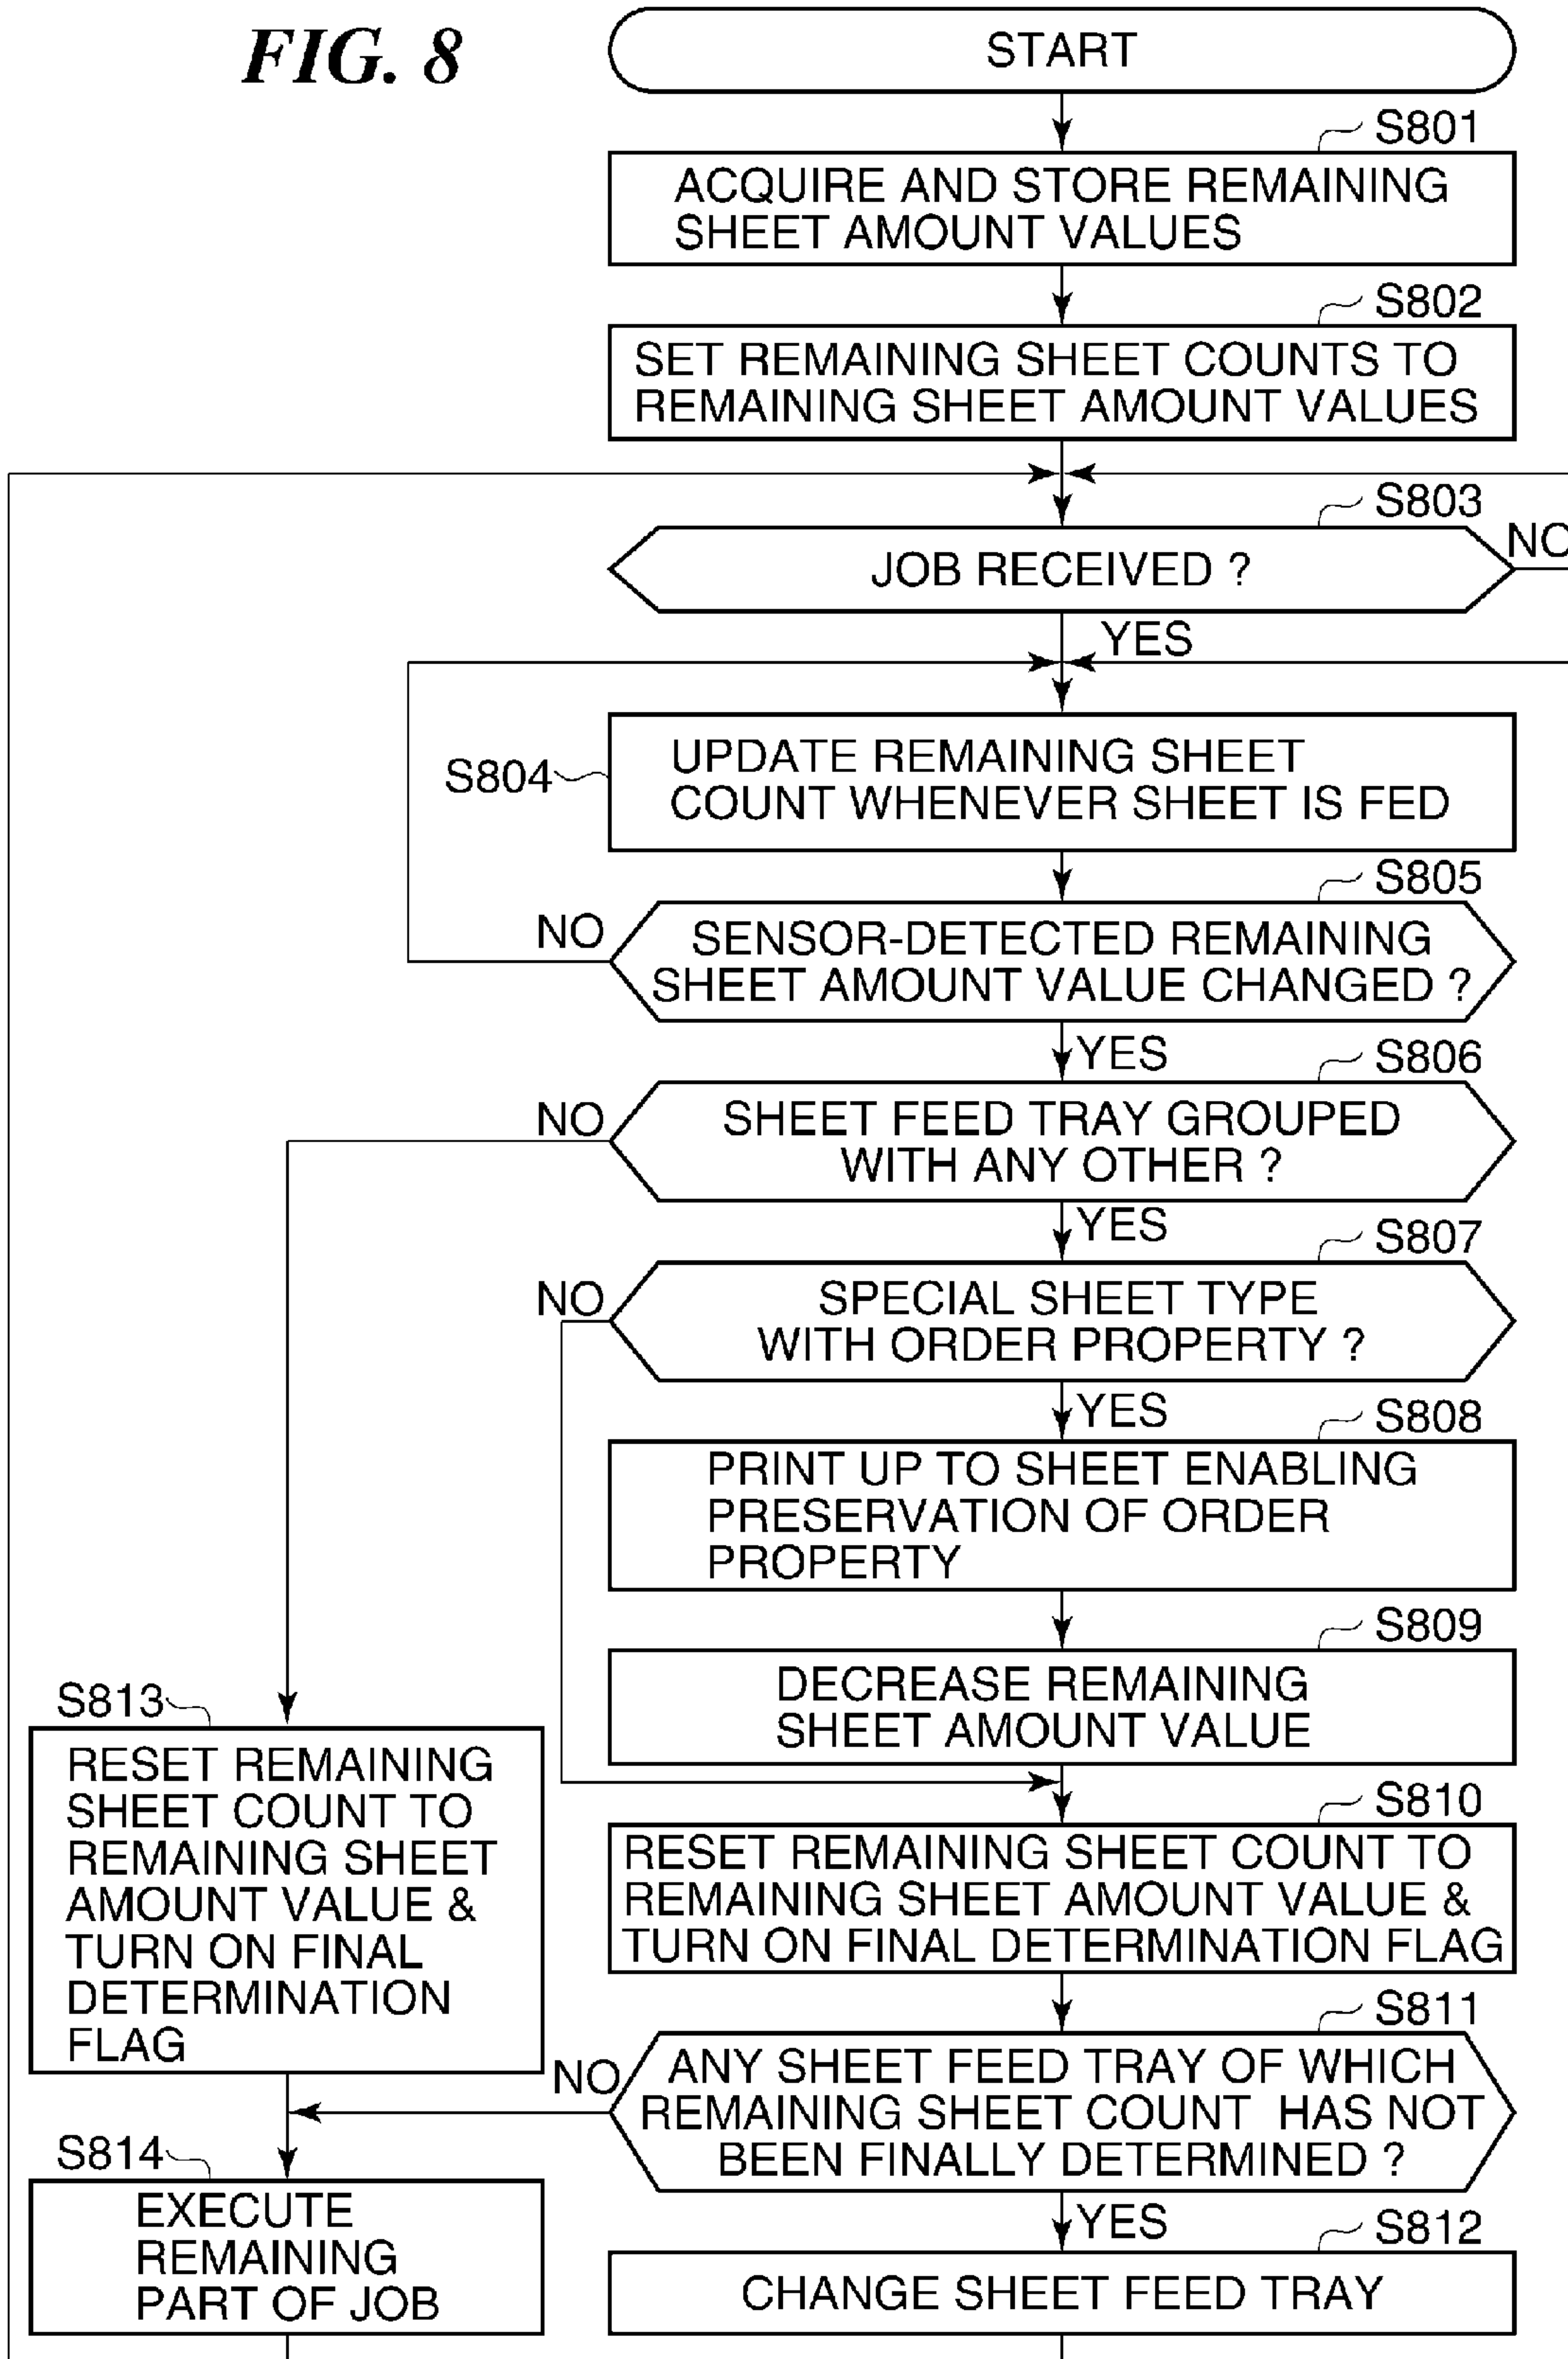 FIG. 8
START
S801
ACQUIRE AND STORE REMAINING
SHEET AMOUNT VALUES
S802
SET REMAINING SHEET COUNTS TO
REMAINING SHEET AMOUNT VALUES
S803
JOB RECEIVED ?
NO
YES
S804
UPDATE REMAINING SHEET
COUNT WHENEVER SHEET IS FED
S805
NO
SENSOR-DETECTED REMAINING
SHEET AMOUNT VALUE CHANGED ?
YES
S806
NO
SHEET FEED TRAY GROUPED
WITH ANY OTHER ?
YES
S807
NO
SPECIAL SHEET TYPE
WITH ORDER PROPERTY ?
YES
S808
PRINT UP TO SHEET ENABLING
PRESERVATION OF ORDER
PROPERTY
S809
DECREASE REMAINING
SHEET AMOUNT VALUE
S813
RESET REMAINING
SHEET COUNT TO
REMAINING SHEET
AMOUNT VALUE &
TURN ON FINAL
DETERMINATION
FLAG
S810
RESET REMAINING SHEET COUNT TO
REMAINING SHEET AMOUNT VALUE &
TURN ON FINAL DETERMINATION FLAG
S811
NO
ANY SHEET FEED TRAY OF WHICH
REMAINING SHEET COUNT HAS NOT
BEEN FINALLY DETERMINED ?
YES
S814
EXECUTE
REMAINING
PART OF JOB
S812
CHANGE SHEET FEED TRAY